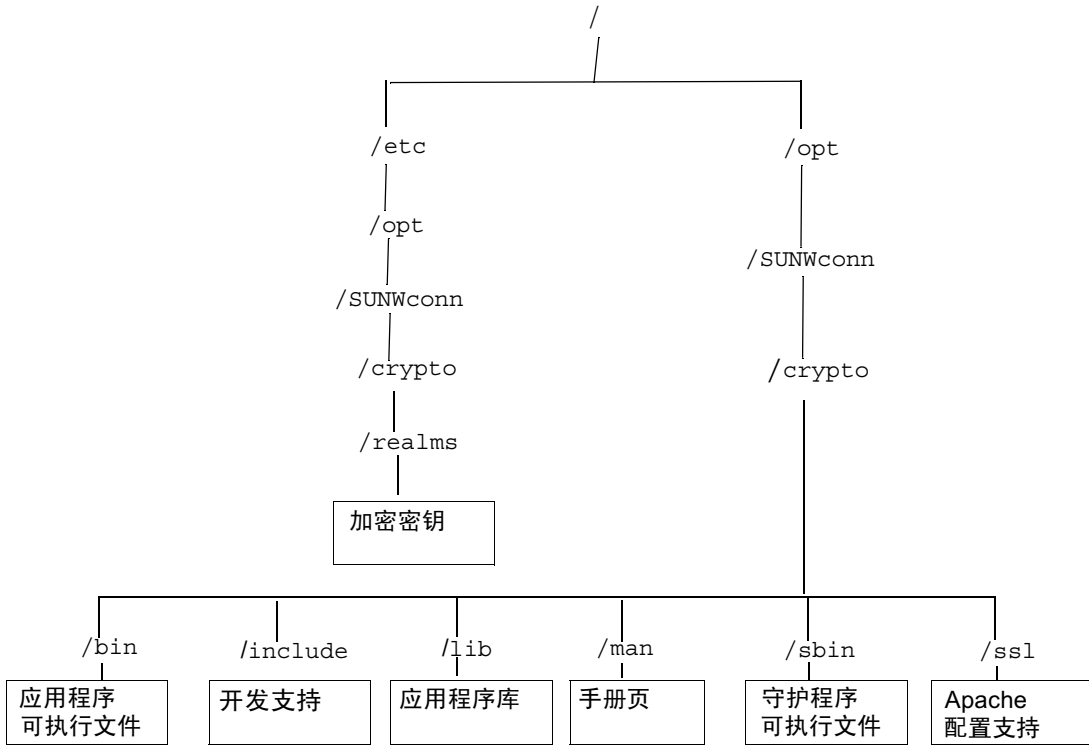 /
/etc
/opt
/opt
/SUNWconn
/SUNWconn
/crypto
/crypto
/realms
加密密钥
/bin
/include
/lib
/man
/sbin
/ssl
应用程序
可执行文件
开发支持
应用程序库
手册页
守护程序
可执行文件
Apache
配置支持